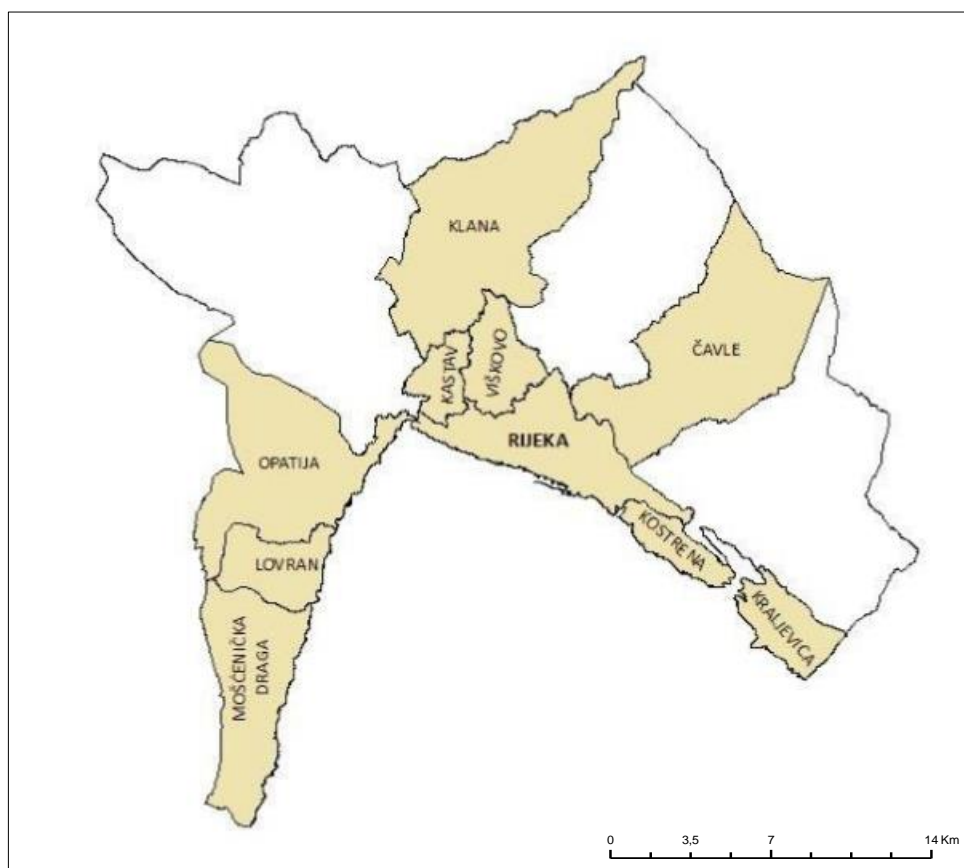 KLANA
ČAVLE
KASTAV
VIŠKOVO
RIJEKA
OPATIJA
KOSTRENA
LOVRAN
KRALJEVICA
MOŠĆENIČKA
DRAGA
0 3,5 7 14 Km